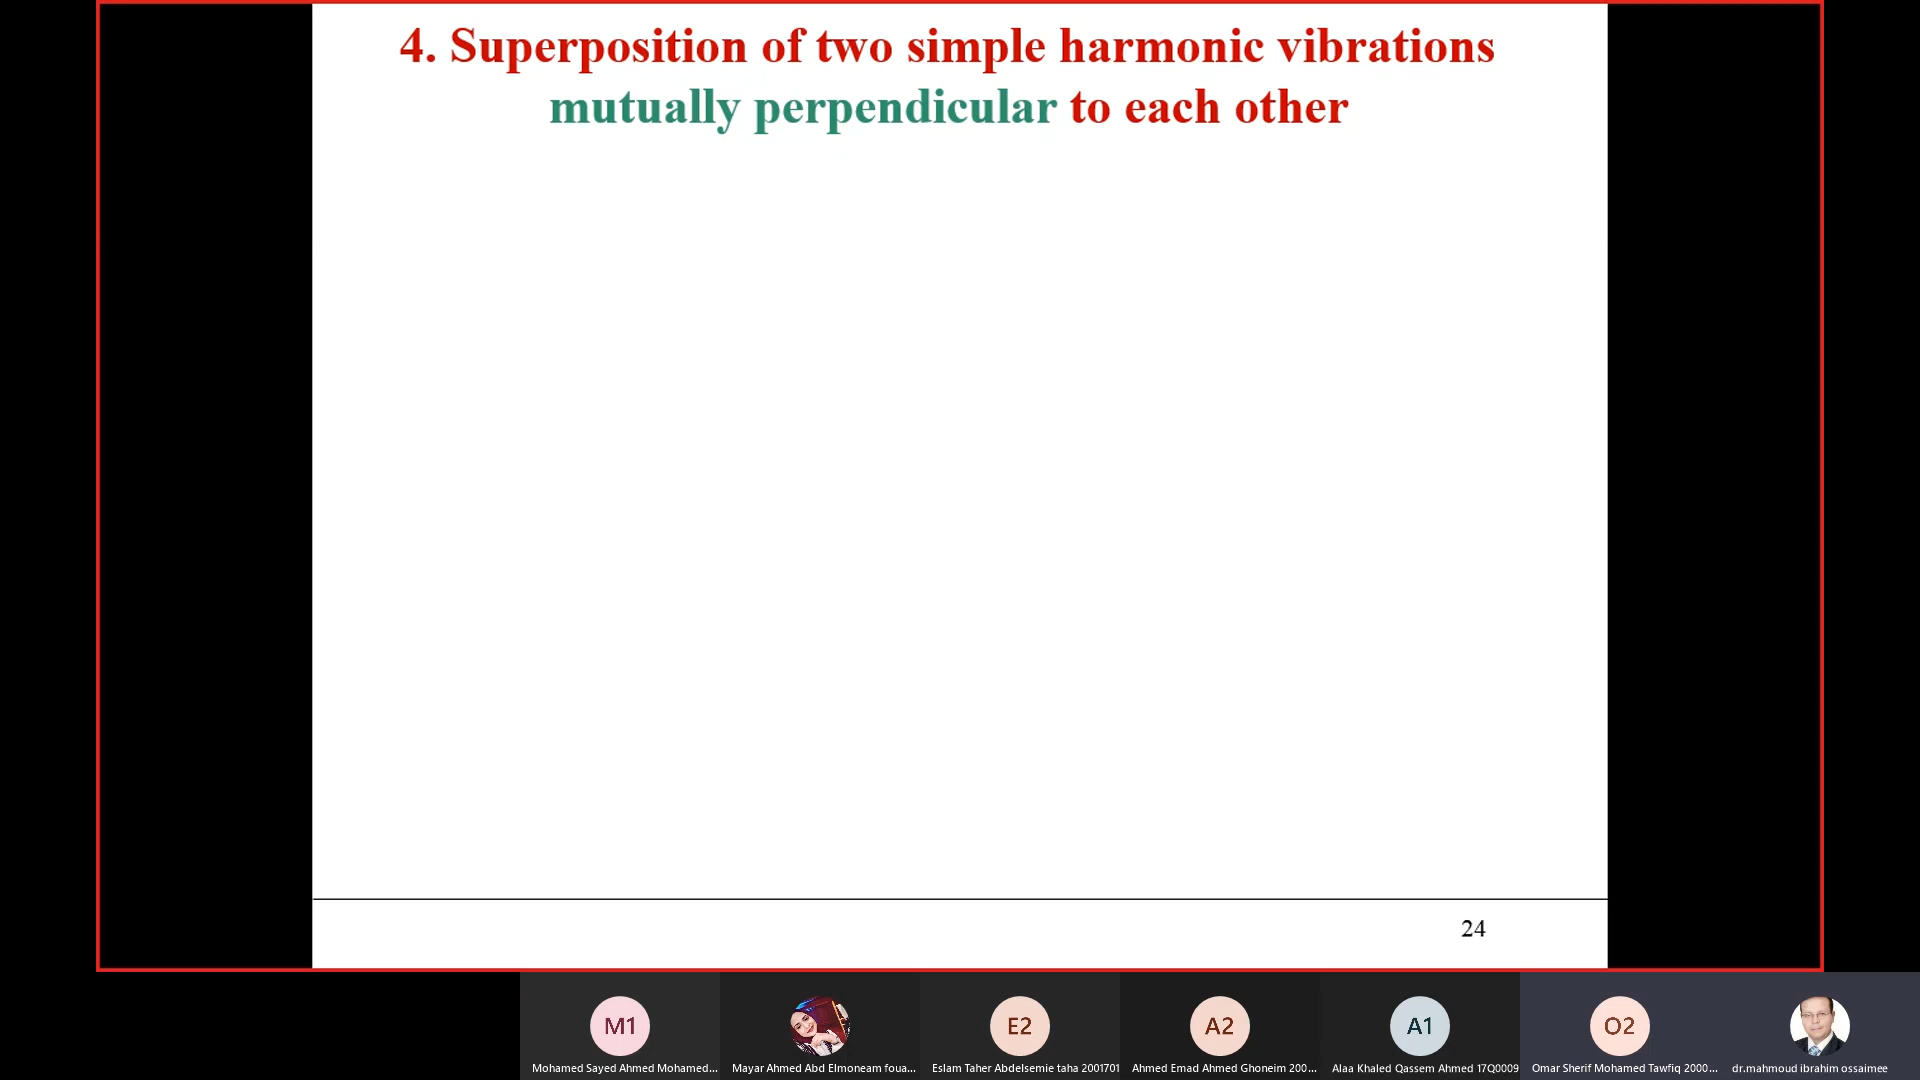 4. Superposition of two simple harmonic vibrations
mutually perpendicular to each other
24
M1
E2
A2
A1
O2
Mohamed Sayed Ahmed Mohamed...
Mayar Ahmed Abd Elmoneam foua...
Eslam Taher Abdelsemie taha 2001701
Ahmed Emad Ahmed Ghoneim 200...
Alaa Khaled Qassem Ahmed 17Q0009
Omar Sherif Mohamed Tawfiq 2000...
dr.mahmoud ibrahim ossaimee